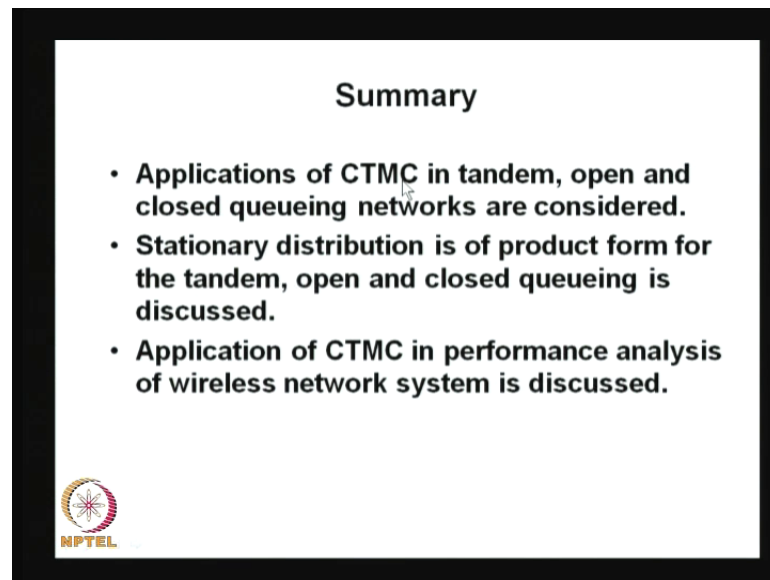 Summary
• Applications of CTMC in tandem, open and
closed queueing networks are considered.
• Stationary distribution is of product form for
the tandem, open and closed queueing is
discussed.
• Application of CTMC in performance analysis
of wireless network system is discussed.
NPTEL